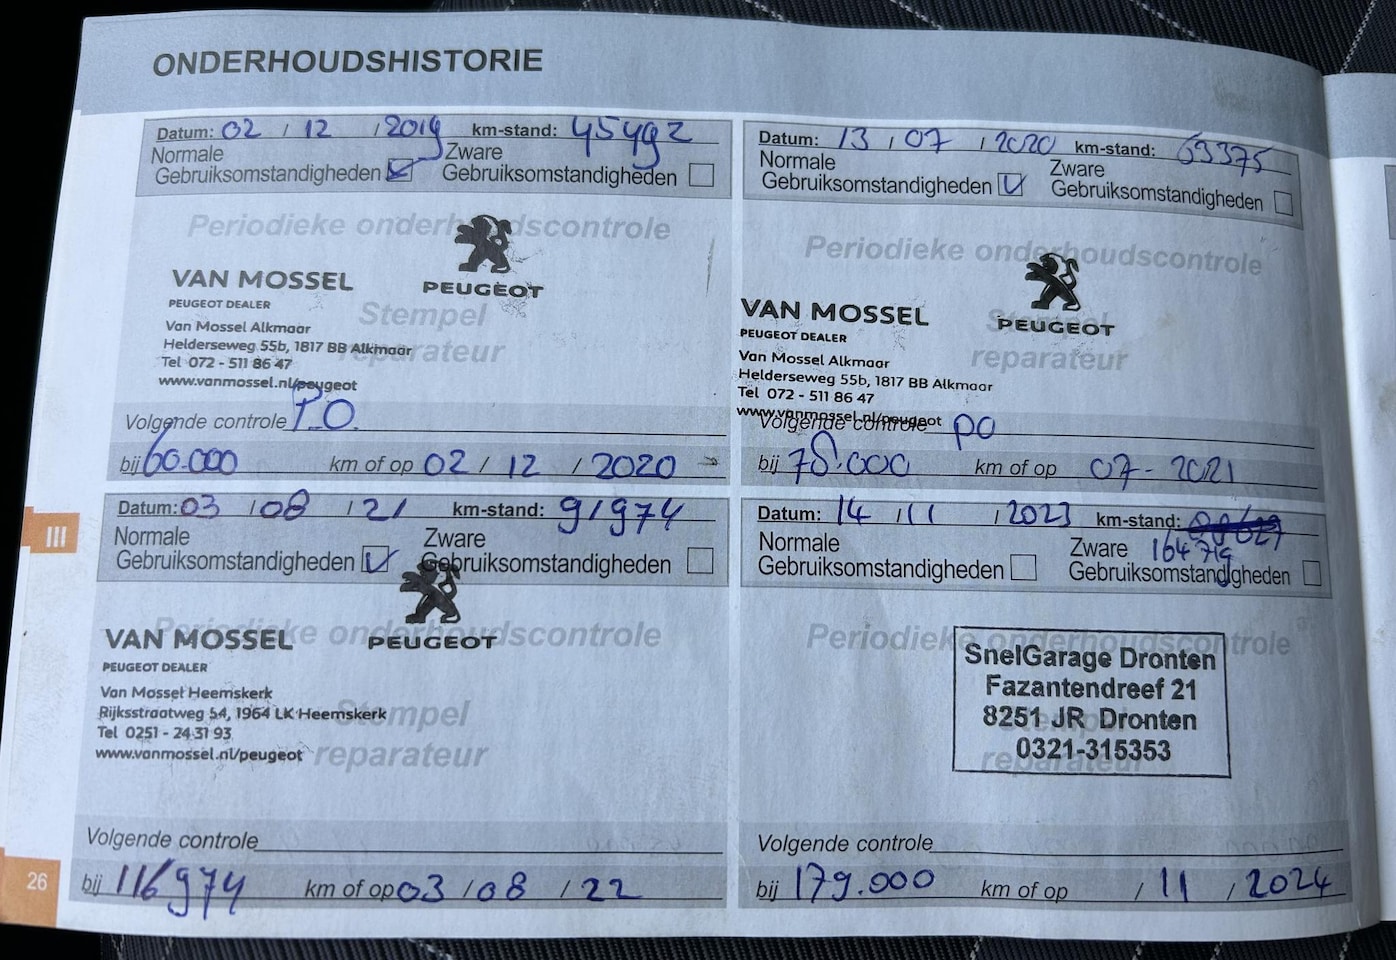 ONDERHOUDSHISTORIE
Datum: 02 / 12 / 2019 km-stand: 45492
Normale Gebruiksomstandigheden Zware Gebruiksomstandigheden
Periodieke onderhoudscontrole
PEUGEOT
VAN MOSSEL
PEUGEOT DEALER
Stempel
Van Mossel Alkmaar
Helderseweg 55b, 1817 BB Alkmaar
reparateur
Tel 072 - 511 86 47
www.vanmossel.nl/peugeot
Volgende controle P.O.
bij 60.000 km of op 02 / 12 / 2020
Datum: 13 / 07 / 2020 km-stand: 63375
Normale Gebruiksomstandigheden Zware Gebruiksomstandigheden
Periodieke onderhoudscontrole
PEUGEOT
VAN MOSSEL
PEUGEOT DEALER
Stempel
Van Mossel Alkmaar
Helderseweg 55b, 1817 BB Alkmaar
reparateur
Tel 072 - 511 86 47
www.vanmossel.nl/peugeot
Volgende controle PO
bij 78.000 km of op 07 - 2021
III
Datum: 03 / 08 / 21 km-stand: 91974
Normale Gebruiksomstandigheden Zware Gebruiksomstandigheden
Periodieke onderhoudscontrole
PEUGEOT
VAN MOSSEL
PEUGEOT DEALER
Van Mossel Heemskerk
Rijksstraatweg 54, 1964 LK Heemskerk
Stempel
Tel 0251 - 24 31 93
www.vanmossel.nl/peugeot
reparateur
Volgende controle
bij 116974 km of op 03 / 08 / 22
Datum: 14 / 11 / 2023 km-stand:
164719
Normale Gebruiksomstandigheden Zware Gebruiksomstandigheden
Periodieke onderhoudscontrole
SnelGarage Dronten
Fazantendreef 21
Stempel
8251 JR Dronten
0321-315353
reparateur
Volgende controle
bij 179.000 km of op / 11 / 2024
26